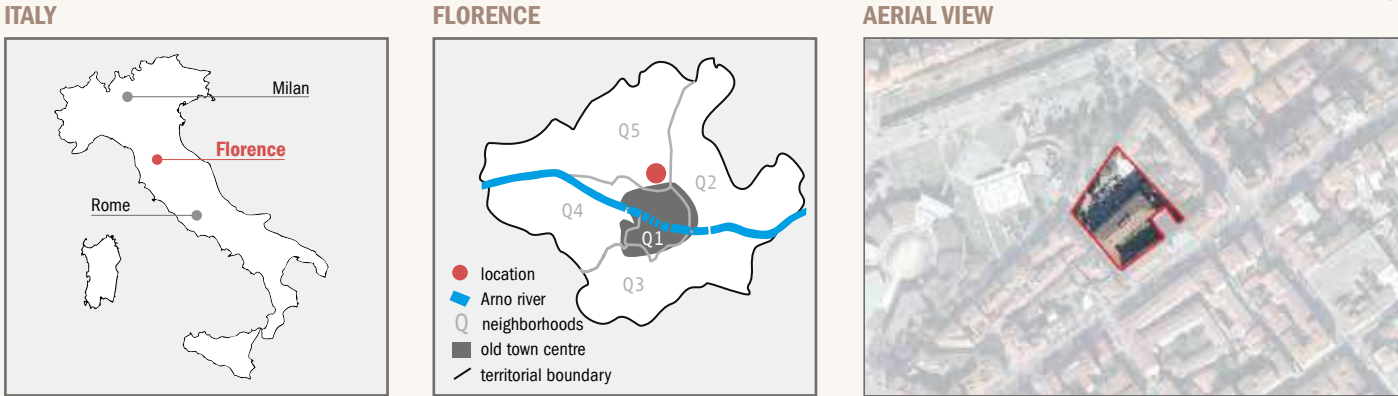 ITALY
Milan
Florence
Rome
FLORENCE
Q5
Q2
Q4
Q1
Q3
location
Arno river
Q neighborhoods
old town centre
territorial boundary
AERIAL VIEW